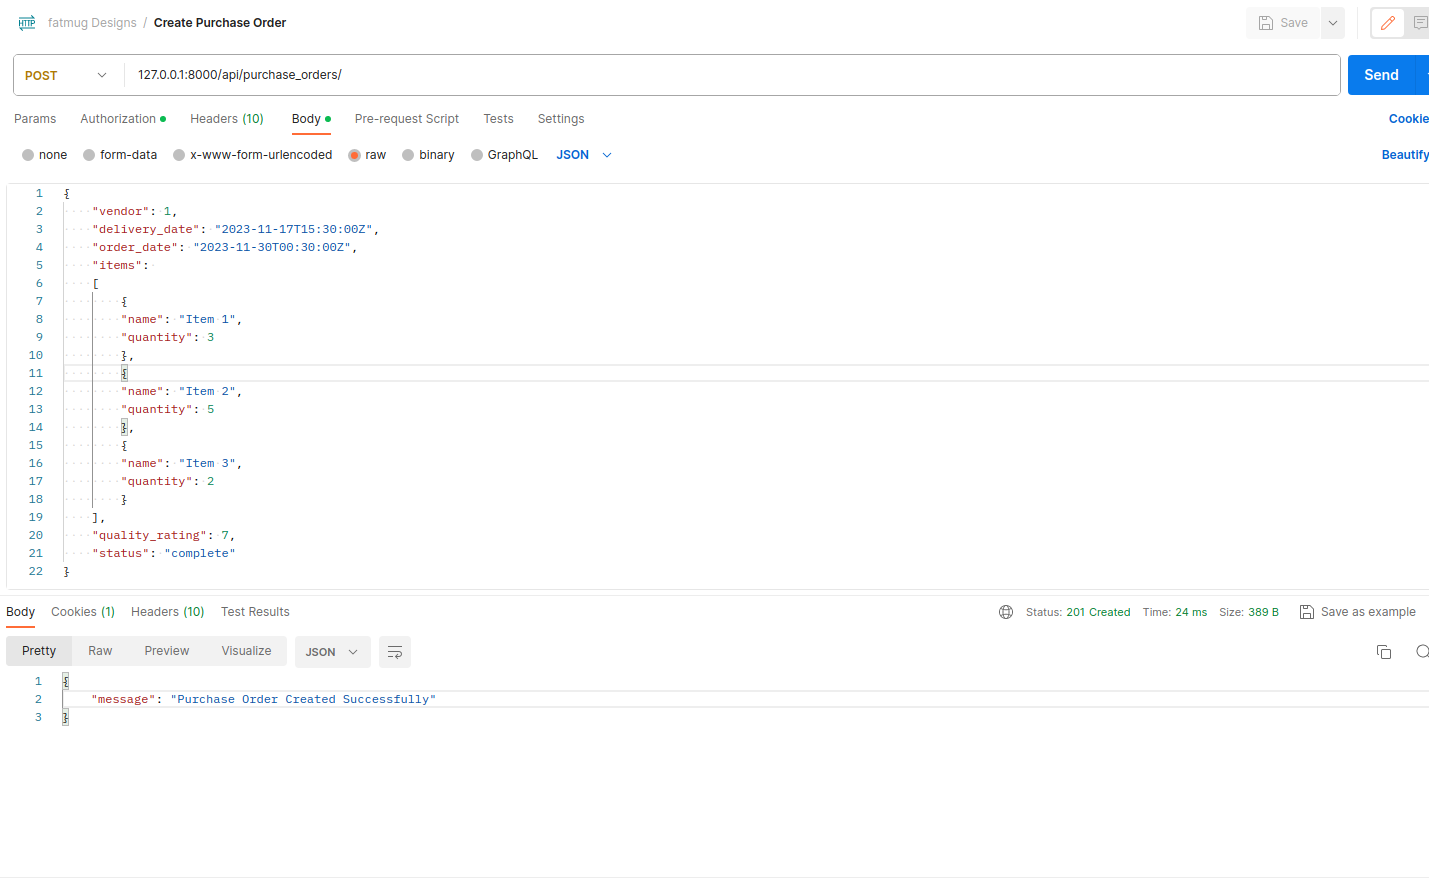 HTTP fatmug Designs / Create Purchase Order Save
POST 127.0.0.1:8000/api/purchase_orders/ Send
Params Authorization Headers (10) Body Pre-request Script Tests Settings Cookie
none form-data x-www-form-urlencoded raw binary GraphQL JSON Beautify
1 {
2 "vendor": 1,
3 "delivery_date": "2023-11-17T15:30:00Z",
4 "order_date": "2023-11-30T00:30:00Z",
5 "items":
6 [
7 {
8 "name": "Item 1",
9 "quantity": 3
10 },
11 {
12 "name": "Item 2",
13 "quantity": 5
14 },
15 {
16 "name": "Item 3",
17 "quantity": 2
18 }
19 ],
20 "quality_rating": 7,
21 "status": "complete"
22 }
Body Cookies (1) Headers (10) Test Results Status: 201 Created Time: 24 ms Size: 389 B Save as example
Pretty Raw Preview Visualize JSON
1 {
2 "message": "Purchase Order Created Successfully"
3 }